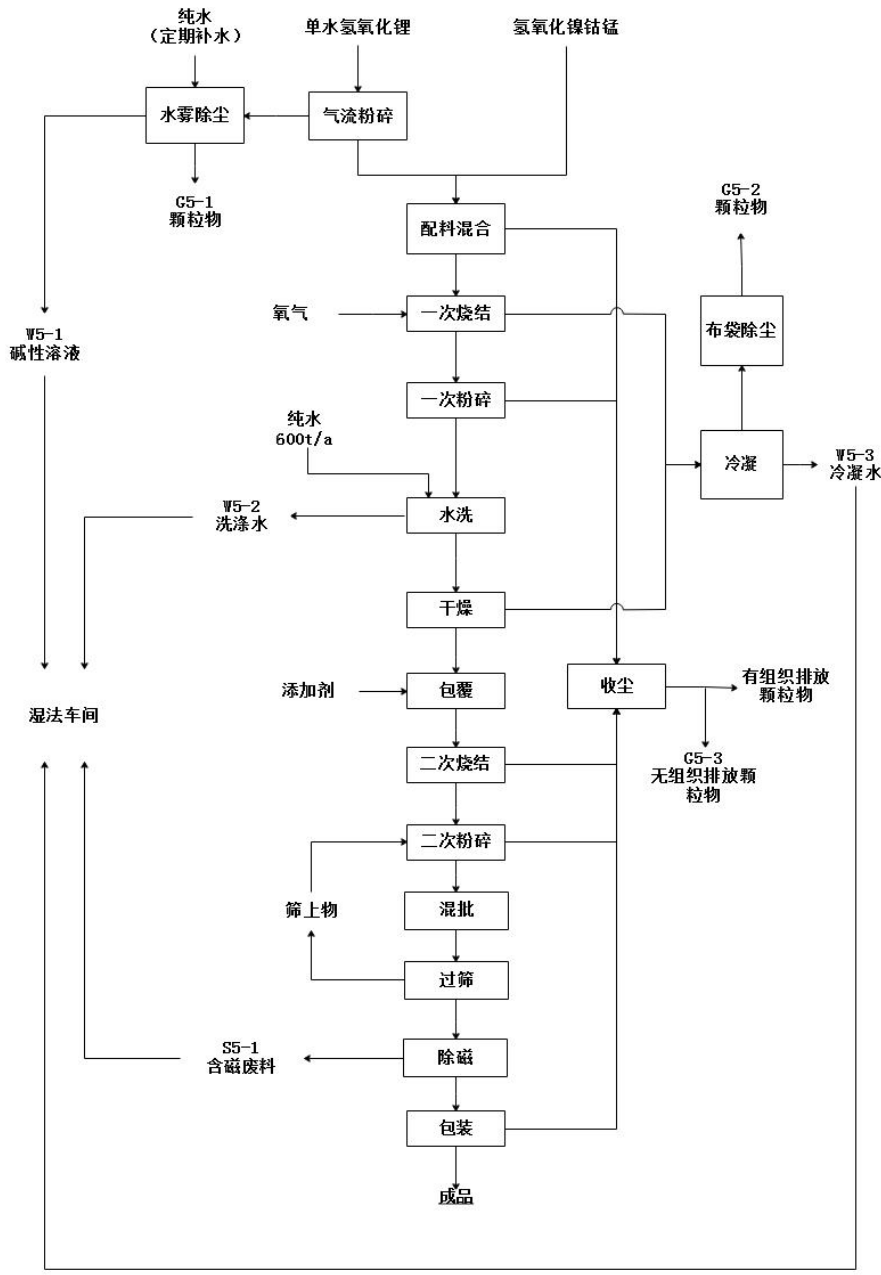 纯水
（定期补水）
单水氢氧化锂
氢氧化镍钴锰
水雾除尘
气流粉碎
G5-1
颗粒物
G5-2
颗粒物
配料混合
氧气
一次烧结
布袋除尘
W5-1
碱性溶液
一次粉碎
纯水
600t/a
冷凝
W5-3
冷凝水
W5-2
洗涤水
水洗
干燥
添加剂
包覆
收尘
有组织排放
颗粒物
湿法车间
二次烧结
G5-3
无组织排放颗
粒物
二次粉碎
筛上物
混批
过筛
S5-1
含磁废料
除磁
包装
成品